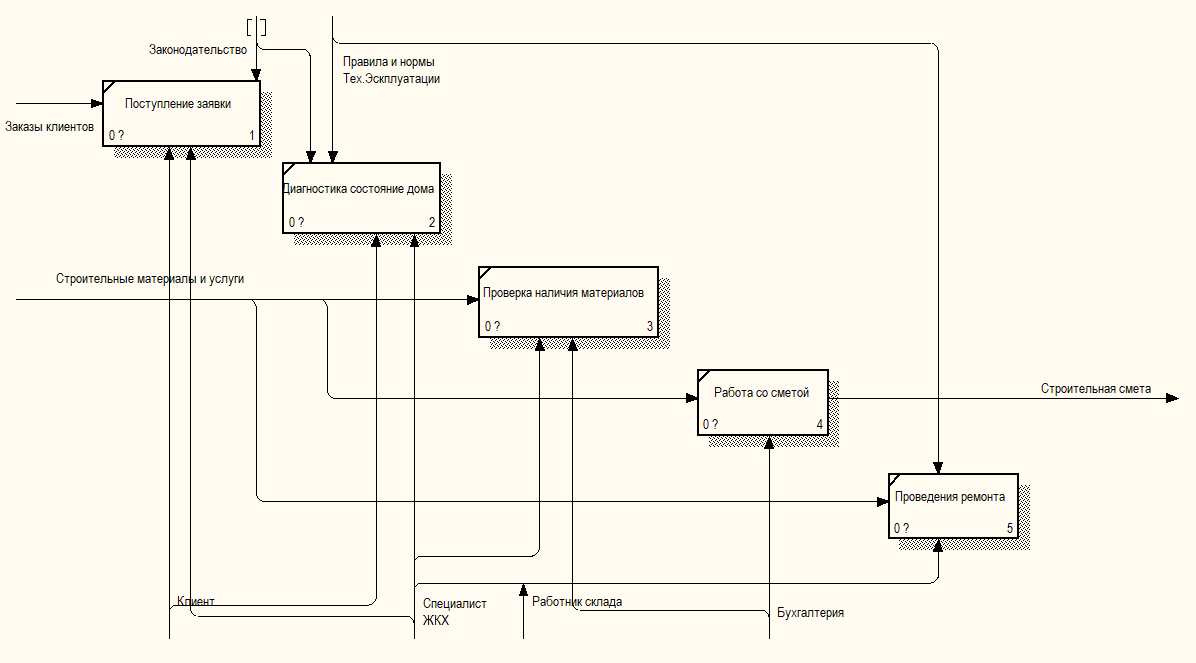 Законодательство
Правила и нормы
Тех.Эскплуатации
Поступление заявки
0 ? 1
Заказы клиентов
Диагностика состояние дома
0 ? 2
Строительные материалы и услуги
Проверка наличия материалов
0 ? 3
Работа со сметой
0 ? 4
Строительная смета
Проведения ремонта
0 ? 5
Клиент
Специалист
ЖКХ
Работник склада
Бухгалтерия